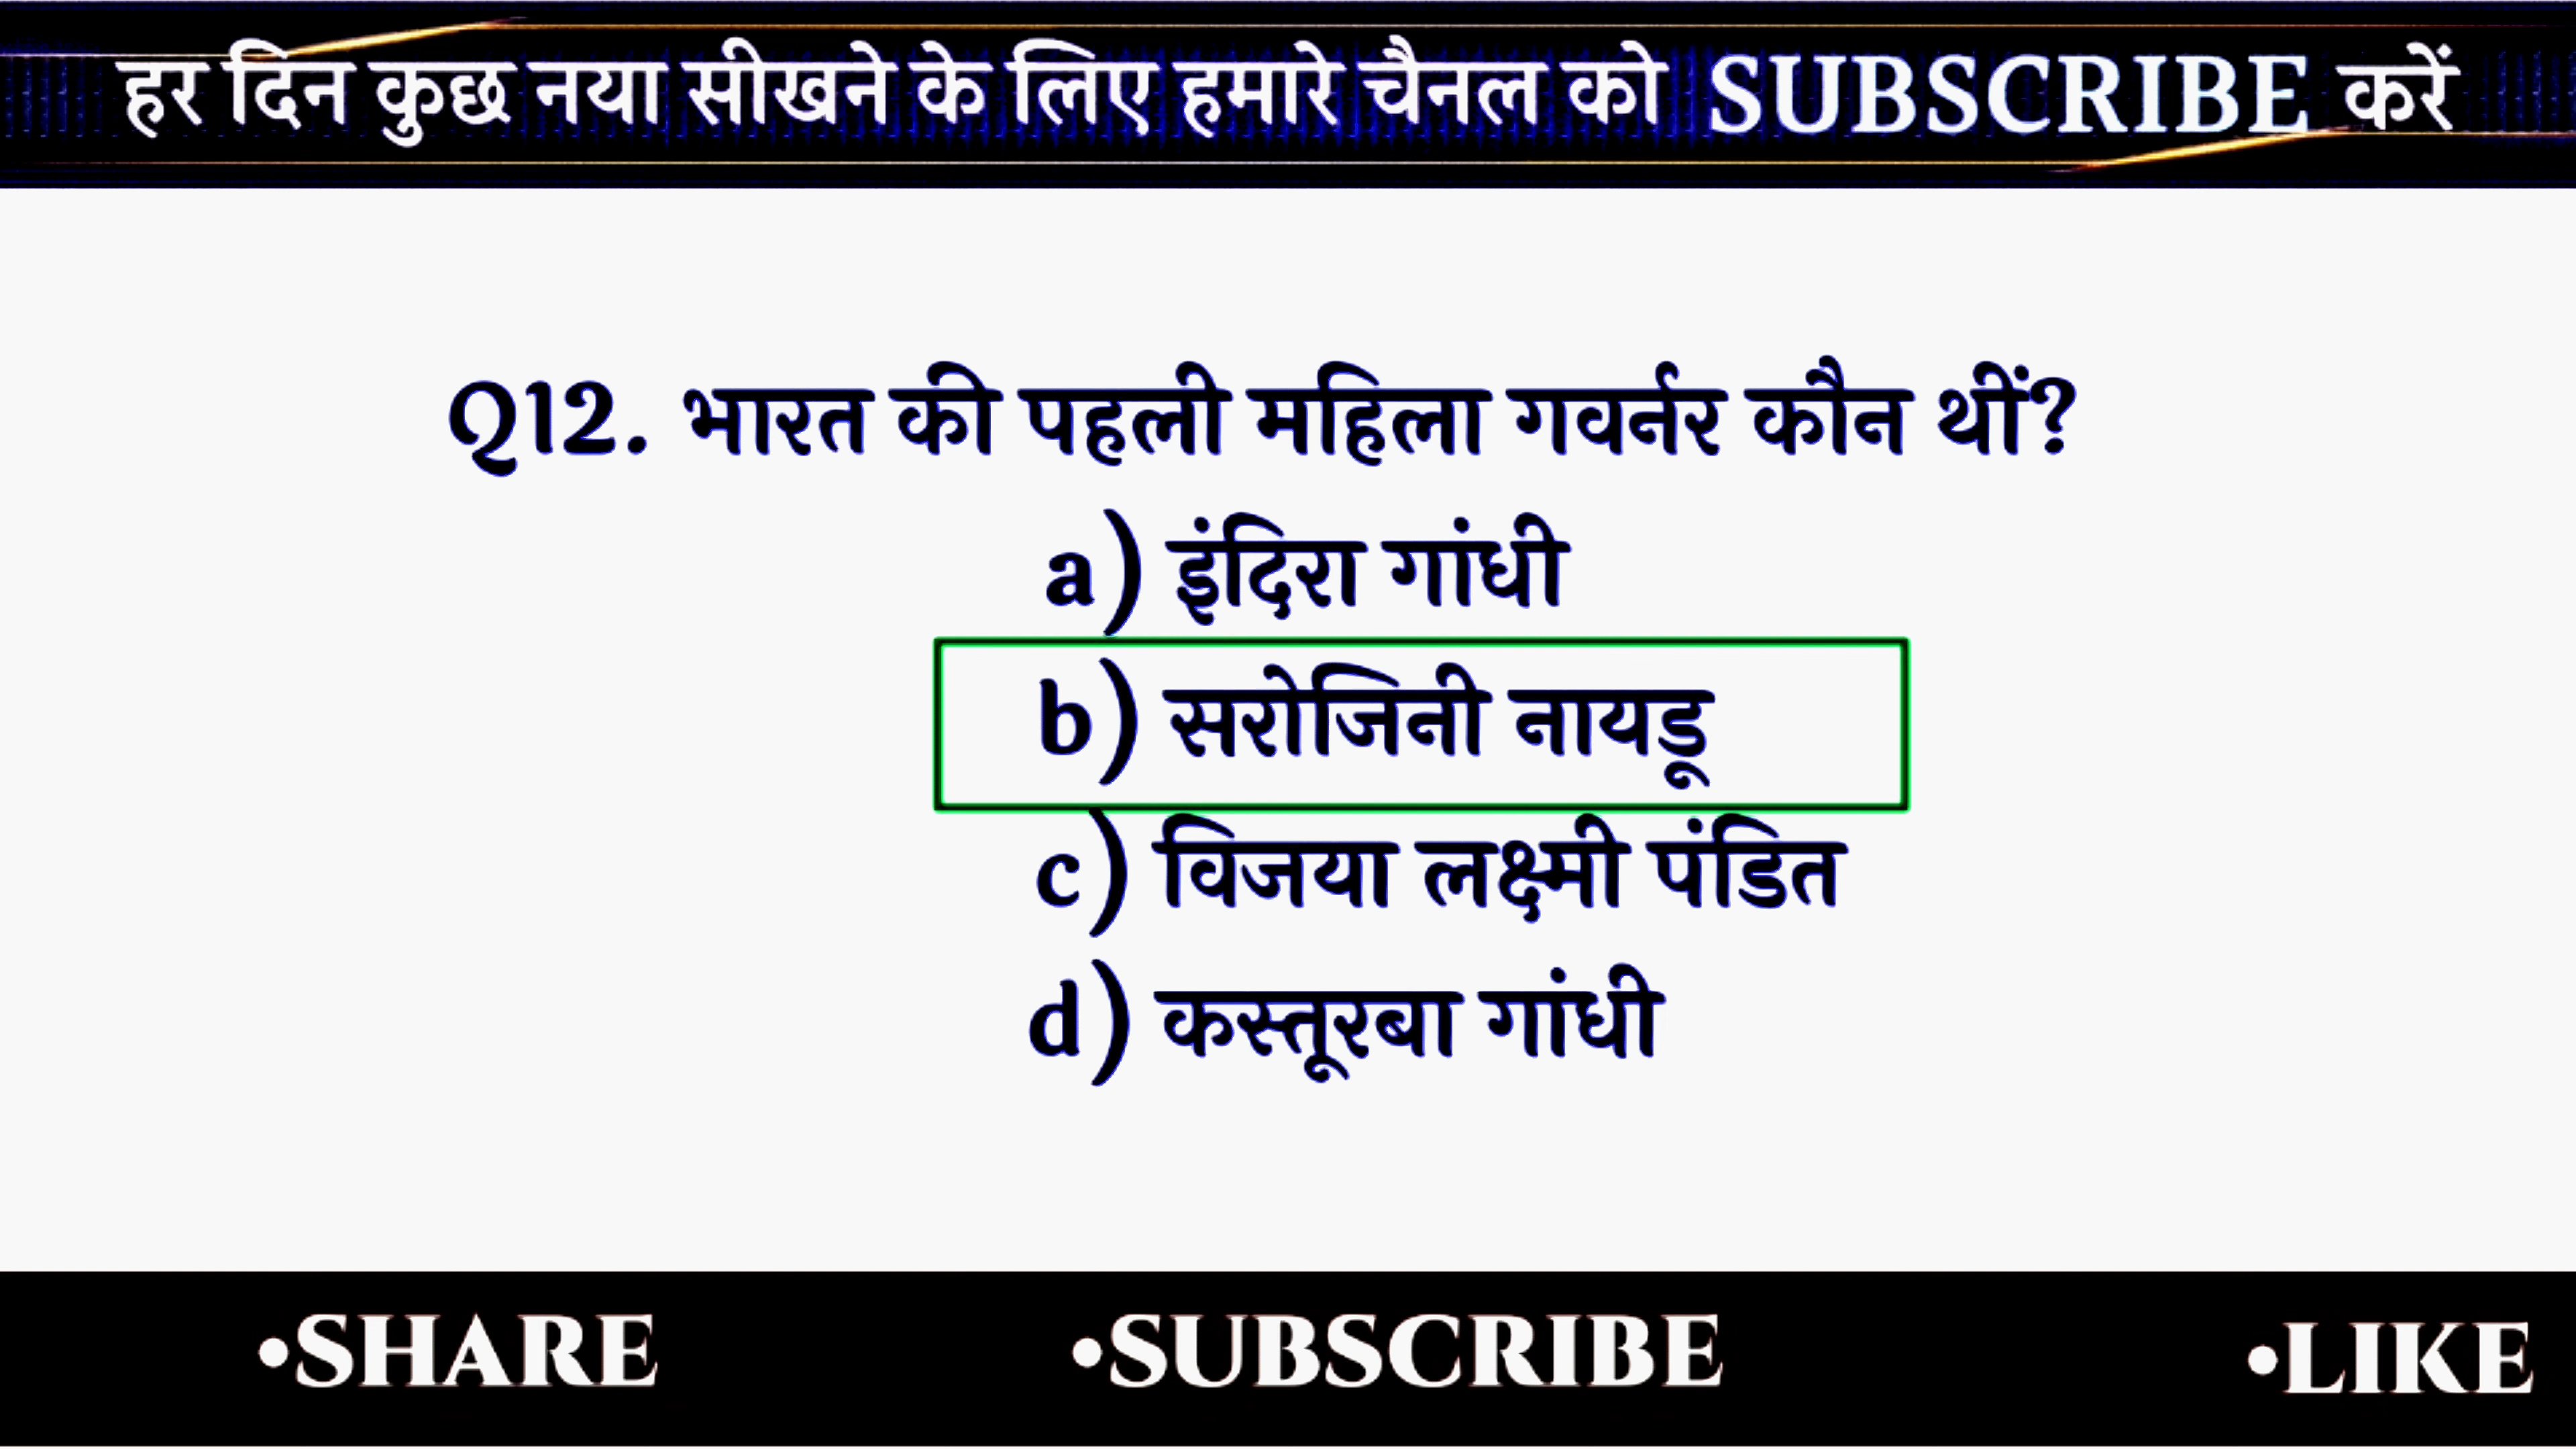 हर दिन कुछ नया सीखने के लिए हमारे चैनल को SUBSCRIBE करें
Q12. भारत की पहली महिला गवर्नर कौन थीं?
a) इंदिरा गांधी
b) सरोजिनी नायडू
c) विजया लक्ष्मी पंडित
d) कस्तूरबा गांधी
•SHARE •SUBSCRIBE •LIKE